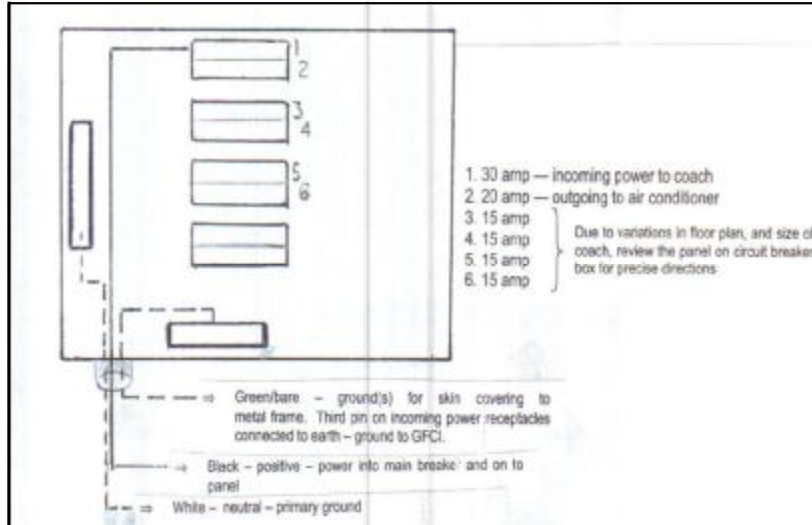 1
2
3
4
5
6
1. 30 amp — incoming power to coach
2. 20 amp — outgoing to air conditioner
3. 15 amp
4. 15 amp
5. 15 amp
6. 15 amp
Due to variations in floor plan, and size of
coach, review the panel on circuit breaker
box for precise directions
⇒ Green/bare – ground(s) for skin covering to
metal frame. Third pin on incoming power receptacles
connected to earth – ground to GFCI.
⇒ Black – positive – power into main breaker and on to
panel
⇒ White – neutral – primary ground